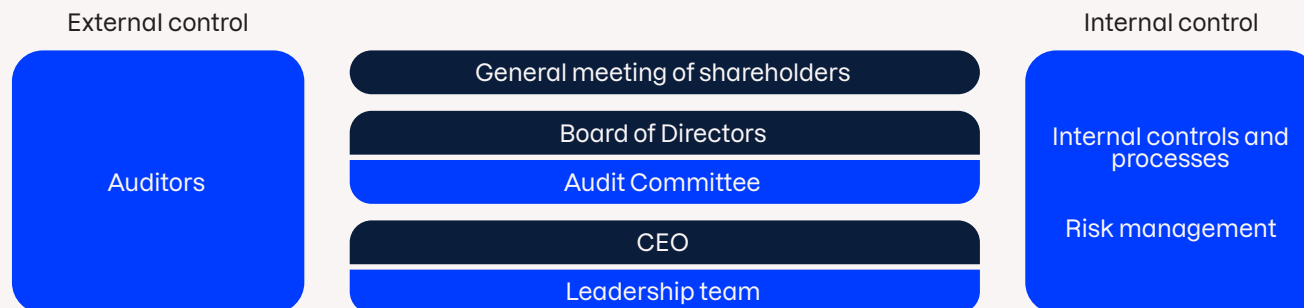 External control
Auditors
General meeting of shareholders
Board of Directors
Audit Committee
CEO
Leadership team
Internal control
Internal controls and
processes
Risk management